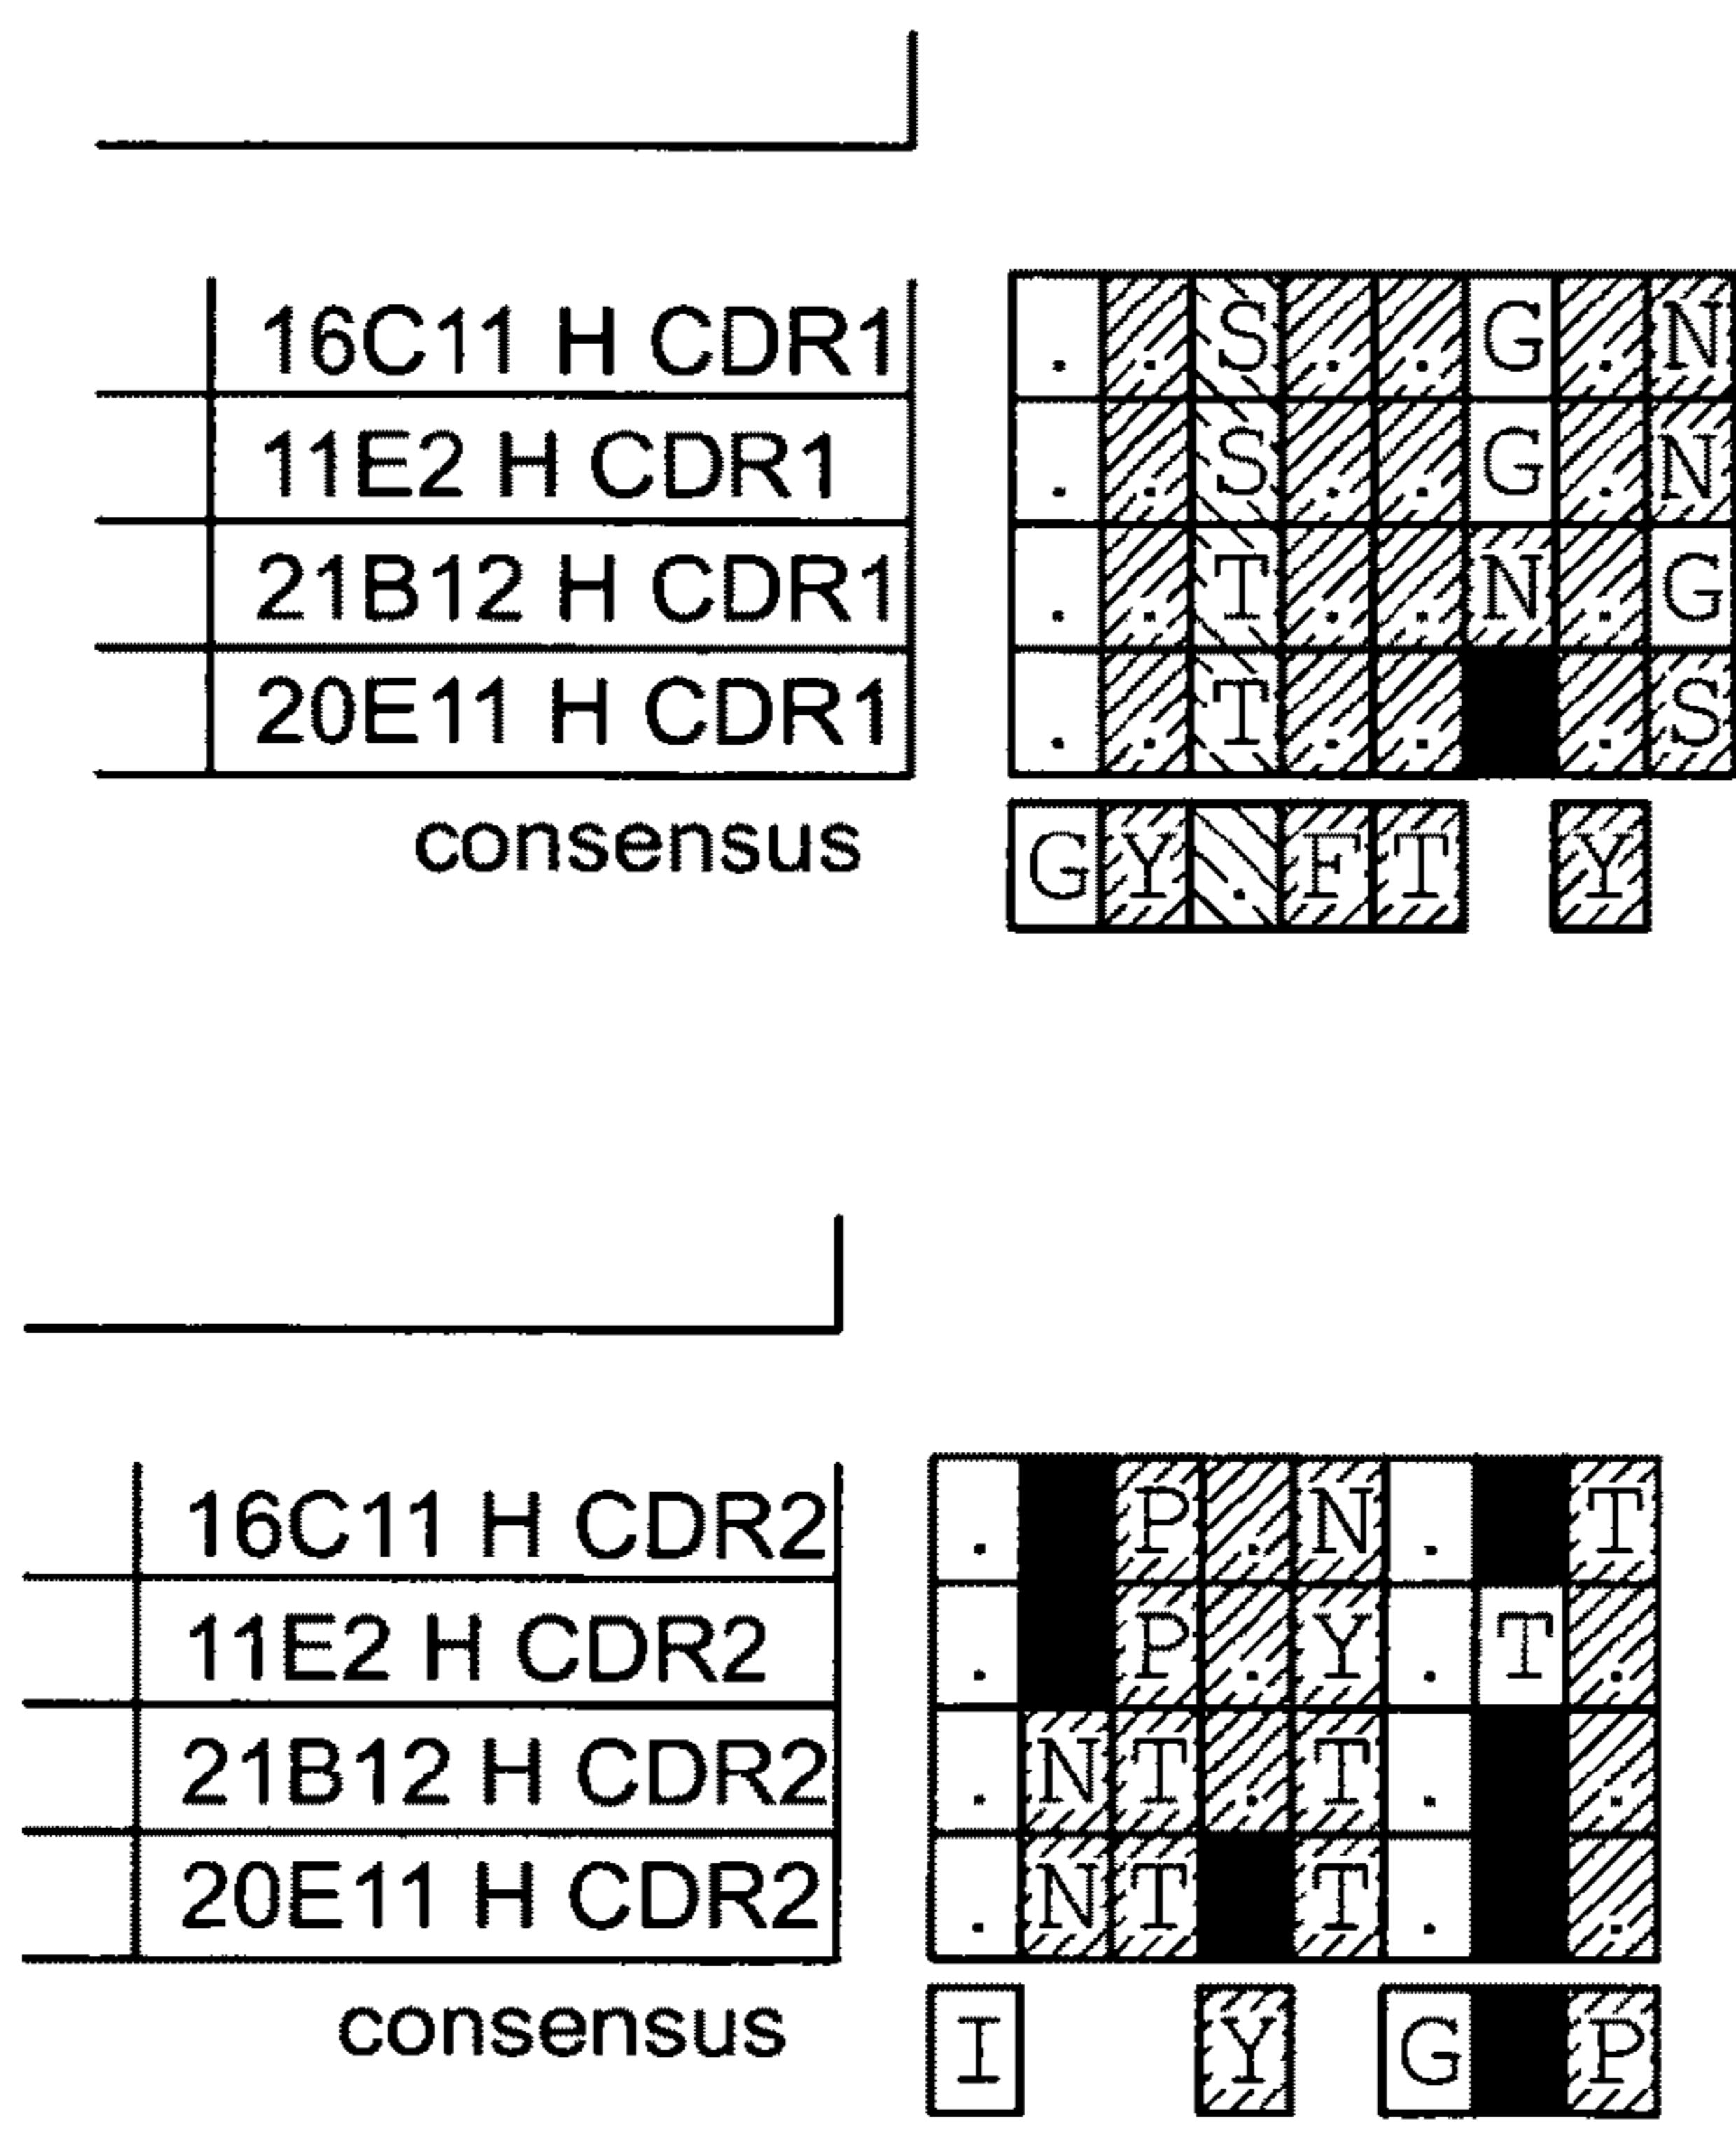 16C11 H CDR1 . . S . . G . N
11E2 H CDR1 . . S . . G . N
21B12 H CDR1 . . T . . N . G
20E11 H CDR1 . . T . . . S
consensus G Y . F T Y
16C11 H CDR2 . P . N . T
11E2 H CDR2 . P . Y . T .
21B12 H CDR2 . N T . T . .
20E11 H CDR2 . N T T . .
consensus I Y G P